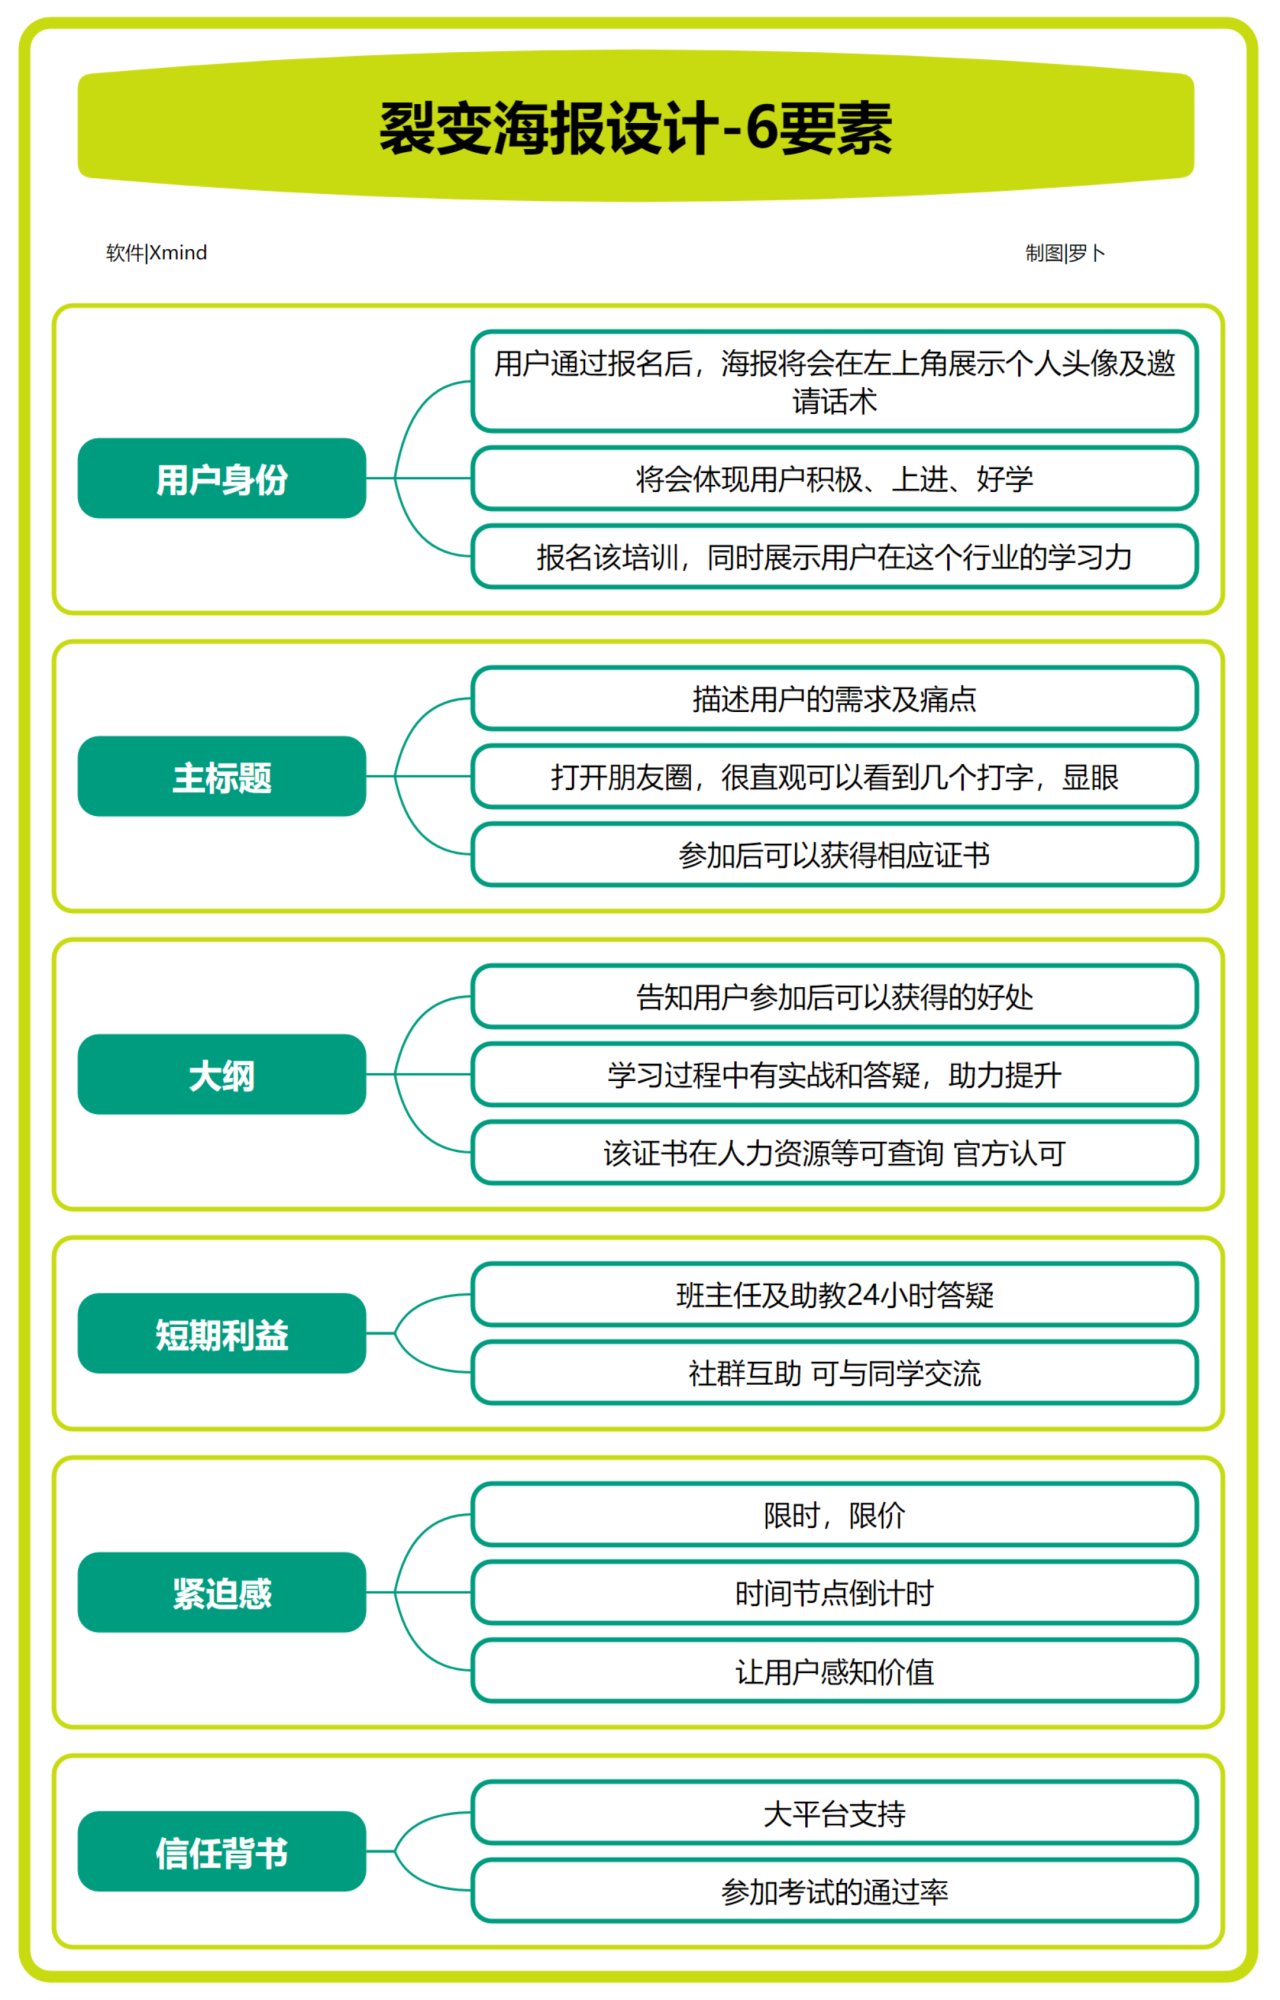 裂变海报设计-6要素
软件|Xmind
制图|罗卜
用户身份
用户通过报名后，海报将会在左上角展示个人头像及邀
请话术
将会体现用户积极、上进、好学
报名该培训，同时展示用户在这个行业的学习力
主标题
描述用户的需求及痛点
打开朋友圈，很直观可以看到几个打字，显眼
参加后可以获得相应证书
大纲
告知用户参加后可以获得的好处
学习过程中有实战和答疑，助力提升
该证书在人力资源等可查询 官方认可
短期利益
班主任及助教24小时答疑
社群互助 可与同学交流
紧迫感
限时，限价
时间节点倒计时
让用户感知价值
信任背书
大平台支持
参加考试的通过率